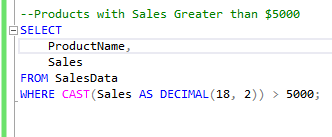 --Products with Sales Greater than $5000
SELECT
ProductName,
Sales
FROM SalesData
WHERE CAST(Sales AS DECIMAL(18, 2)) > 5000;